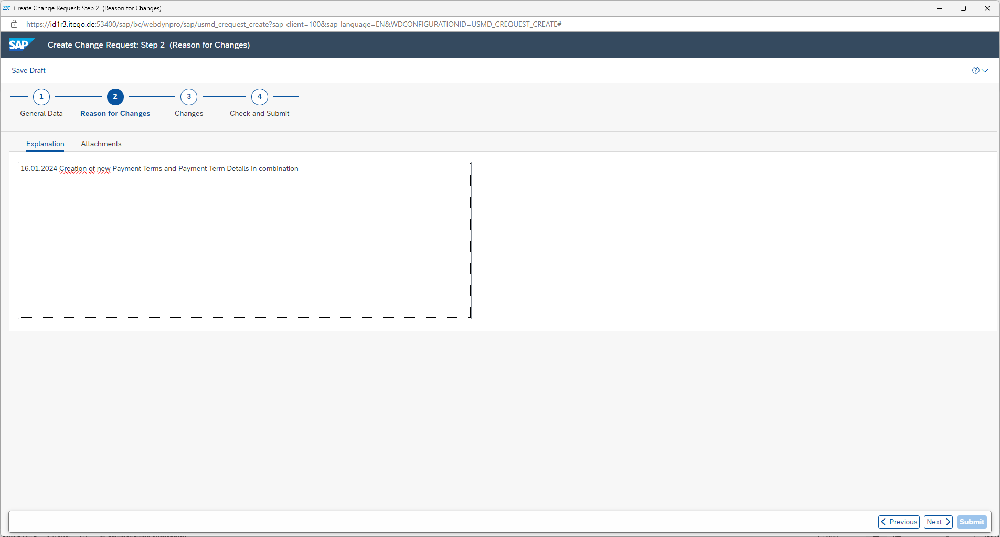 Create Change Request: Step 2 (Reason for Changes)
https://id1r3.itego.de:53400/sap/bc/webdynpro/sap/usmd_crequest_create?sap-client=100&sap-language=EN&WDCONFIGURATIONID=USMD_CREQUEST_CREATE#
SAP Create Change Request: Step 2 (Reason for Changes)
Save Draft
1 2 3 4
General Data Reason for Changes Changes Check and Submit
Explanation Attachments
16.01.2024 Creation of new Payment Terms and Payment Term Details in combination
Previous Next Submit